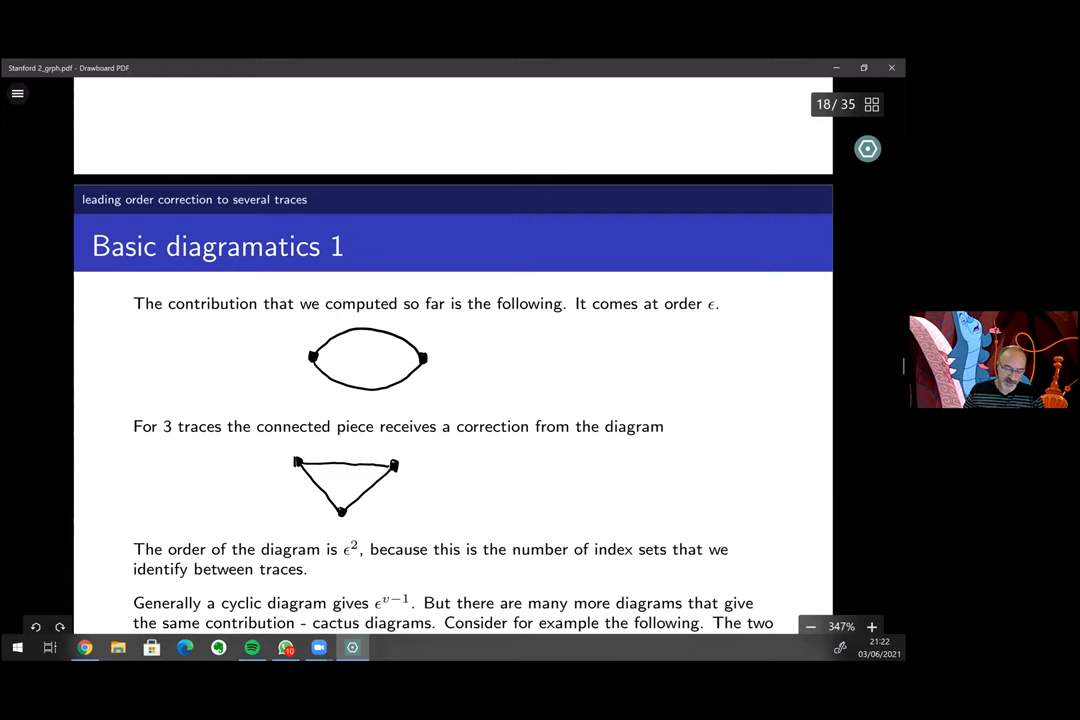 Stanford 2_grph.pdf - Drawboard PDF
18/ 35
leading order correction to several traces
Basic diagramatics 1
The contribution that we computed so far is the following. It comes at order ϵ.
For 3 traces the connected piece receives a correction from the diagram
The order of the diagram is ϵ², because this is the number of index sets that we
identify between traces.
Generally a cyclic diagram gives ϵ^{v−1}. But there are many more diagrams that give
the same contribution - cactus diagrams. Consider for example the following. The two
347%
10
21:22
03/06/2021